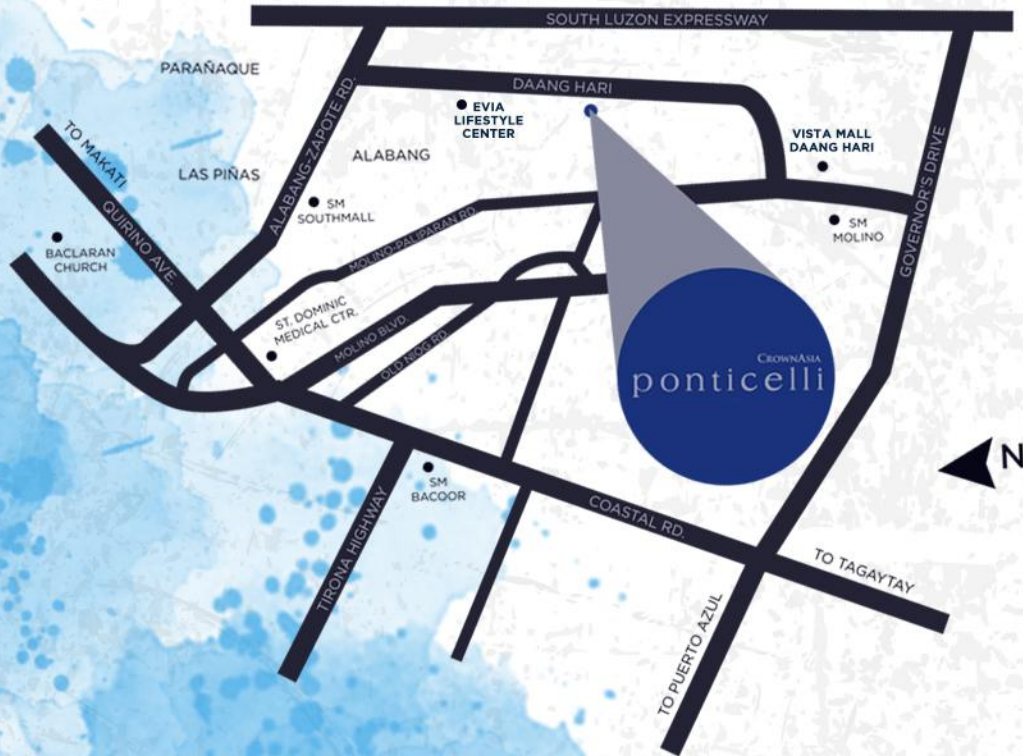 SOUTH LUZON EXPRESSWAY
PARAÑAQUE
DAANG HARI
ALABANG-ZAPOTE RD.
EVIA
LIFESTYLE
CENTER
TO MAKATI
VISTA MALL
DAANG HARI
ALABANG
LAS PIÑAS
GOVERNOR'S DRIVE
SM
SOUTHMALL
QUIRINO AVE.
MOLINO-PALIPARAN RD.
SM
MOLINO
BACLARAN
CHURCH
ST. DOMINIC
MEDICAL CTR.
MOLINO BLVD.
OLD NIOG RD.
CROWNASIA
ponticelli
N
SM
BACOOR
COASTAL RD.
TIRONA HIGHWAY
TO TAGAYTAY
TO PUERTO AZUL